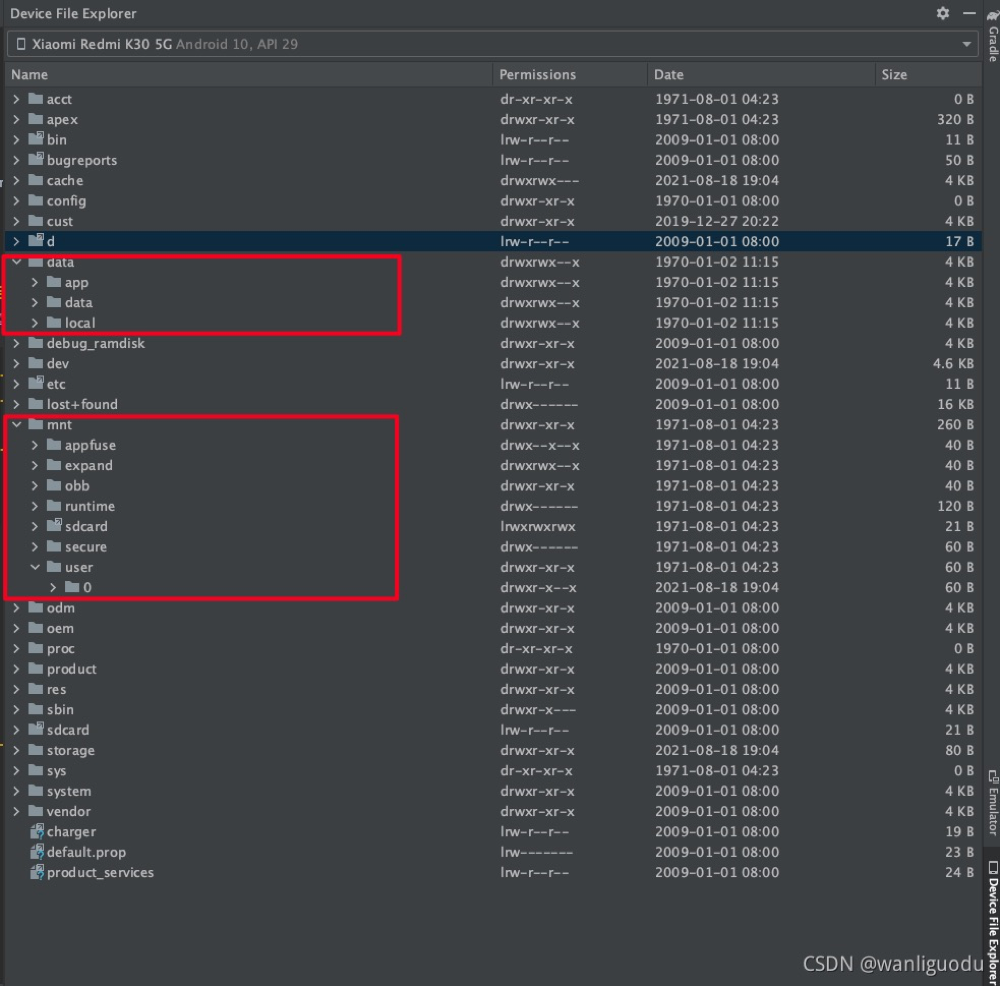 Device File Explorer
Xiaomi Redmi K30 5G Android 10, API 29
Name Permissions Date Size
acct dr-xr-xr-x 1971-08-01 04:23 0 B
apex drwxr-xr-x 1971-08-01 04:23 320 B
bin lrw-r--r-- 2009-01-01 08:00 11 B
bugreports lrw-r--r-- 2009-01-01 08:00 50 B
cache drwxrwx--- 2021-08-18 19:04 4 KB
config drwxr-xr-x 1970-01-01 08:00 0 B
cust drwxr-xr-x 2019-12-27 20:22 4 KB
d lrw-r--r-- 2009-01-01 08:00 17 B
data drwxrwx--x 1970-01-02 11:15 4 KB
app drwxrwx--x 1970-01-02 11:15 4 KB
data drwxrwx--x 1970-01-02 11:15 4 KB
local drwxrwx--x 1970-01-02 11:15 4 KB
debug_ramdisk drwxr-xr-x 2009-01-01 08:00 4 KB
dev drwxr-xr-x 2021-08-18 19:04 4.6 KB
etc lrw-r--r-- 2009-01-01 08:00 11 B
lost+found drwx------ 2009-01-01 08:00 16 KB
mnt drwxr-xr-x 1971-08-01 04:23 260 B
appfuse drwx--x--x 1971-08-01 04:23 40 B
expand drwxrwx--x 1971-08-01 04:23 40 B
obb drwxr-xr-x 1971-08-01 04:23 40 B
runtime drwx------ 1971-08-01 04:23 120 B
sdcard lrwxrwxrwx 1971-08-01 04:23 21 B
secure drwx------ 1971-08-01 04:23 60 B
user drwxr-xr-x 1971-08-01 04:23 60 B
0 drwxr-x--x 2021-08-18 19:04 60 B
odm drwxr-xr-x 2009-01-01 08:00 4 KB
oem drwxr-xr-x 2009-01-01 08:00 4 KB
proc dr-xr-xr-x 1970-01-01 08:00 0 B
product drwxr-xr-x 2009-01-01 08:00 4 KB
res drwxr-xr-x 2009-01-01 08:00 4 KB
sbin drwxr-x--- 2009-01-01 08:00 4 KB
sdcard lrw-r--r-- 2009-01-01 08:00 21 B
storage drwxr-xr-x 2021-08-18 19:04 80 B
sys dr-xr-xr-x 1971-08-01 04:23 0 B
system drwxr-xr-x 2009-01-01 08:00 4 KB
vendor drwxr-xr-x 2009-01-01 08:00 4 KB
charger lrw-r--r-- 2009-01-01 08:00 19 B
default.prop lrw------- 2009-01-01 08:00 23 B
product_services lrw-r--r-- 2009-01-01 08:00 24 B
Gradle
Emulator
Device File Explorer
CSDN @wanliguodu